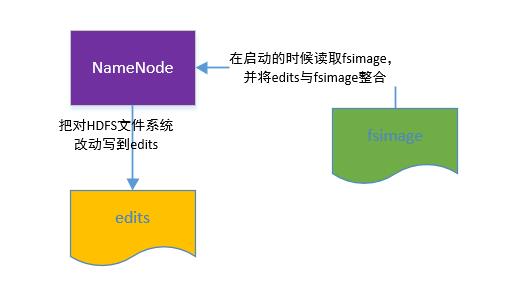 在启动的时候读取fsimage，
并将edits与fsimage整合
NameNode
把对HDFS文件系统
改动写到edits
fsimage
edits